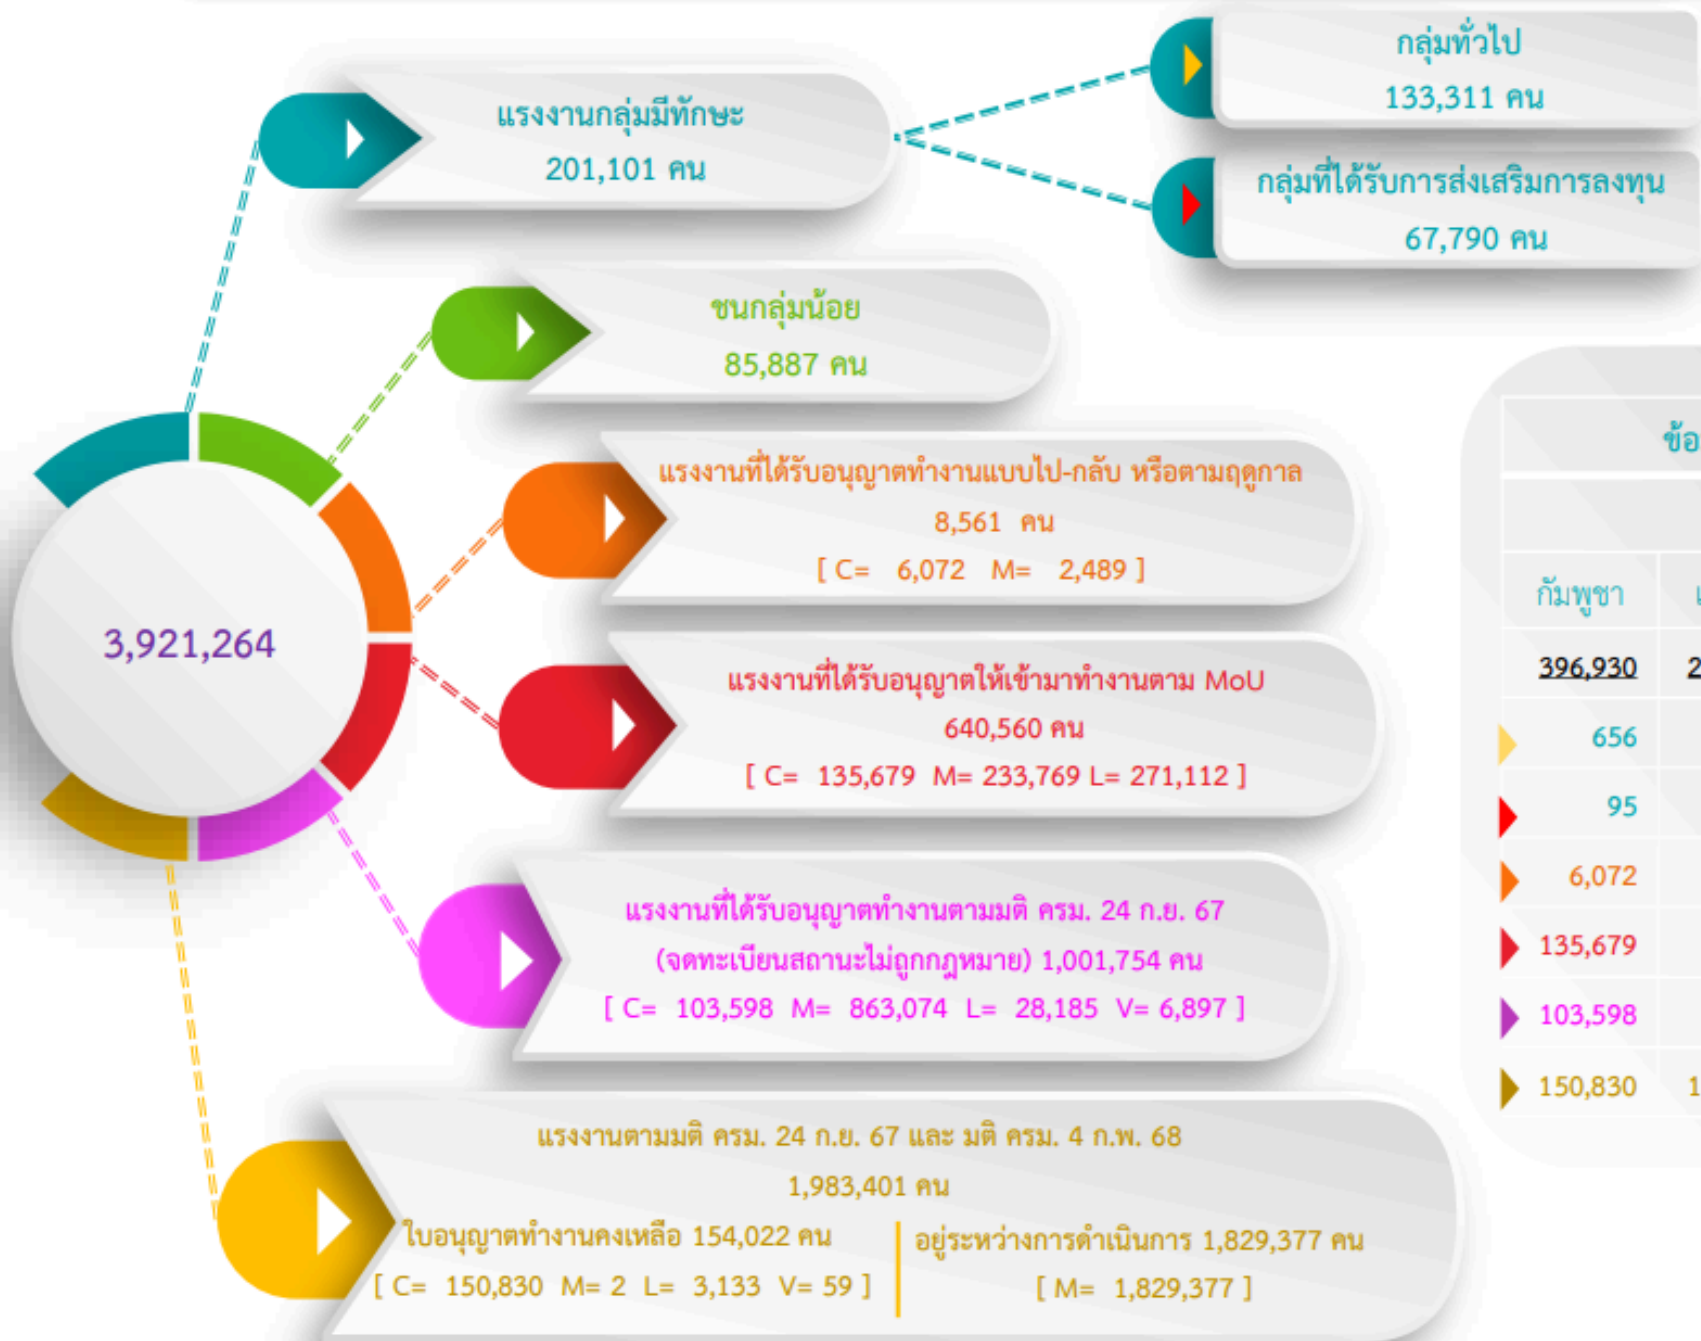 กลุ่มทั่วไป
133,311 คน
แรงงานกลุ่มมีทักษะ
201,101 คน
กลุ่มที่ได้รับการส่งเสริมการลงทุน
67,790 คน
ชนกลุ่มน้อย
85,887 คน
แรงงานที่ได้รับอนุญาตทำงานแบบไป-กลับ หรือตามฤดูกาล
8,561 คน
[ C= 6,072 M= 2,489 ]
3,921,264
แรงงานที่ได้รับอนุญาตให้เข้ามาทำงานตาม MoU
640,560 คน
[ C= 135,679 M= 233,769 L= 271,112 ]
แรงงานที่ได้รับอนุญาตทำงานตามมติ ครม. 24 ก.ย. 67
(จดทะเบียนสถานะไม่ถูกกฎหมาย) 1,001,754 คน
[ C= 103,598 M= 863,074 L= 28,185 V= 6,897 ]
แรงงานตามมติ ครม. 24 ก.ย. 67 และ มติ ครม. 4 ก.พ. 68
1,983,401 คน
ใบอนุญาตทำงานคงเหลือ 154,022 คน
[ C= 150,830 M= 2 L= 3,133 V= 59 ]
อยู่ระหว่างการดำเนินการ 1,829,377 คน
[ M= 1,829,377 ]
กัมพูชา
396,930
656
95
6,072
135,679
103,598
150,830